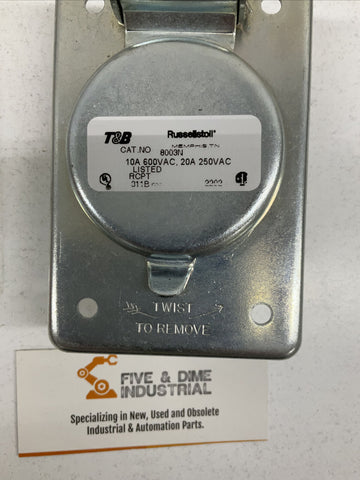 T&B Russellstoll®
MEMPHIS, TN
CAT.NO 8003N
10A 600VAC, 20A 250VAC
LISTED
RCPT
311B 2202
TWIST
TO REMOVE
FIVE & DIME
INDUSTRIAL
Specializing in New, Used and Obsolete
Industrial & Automation Parts.